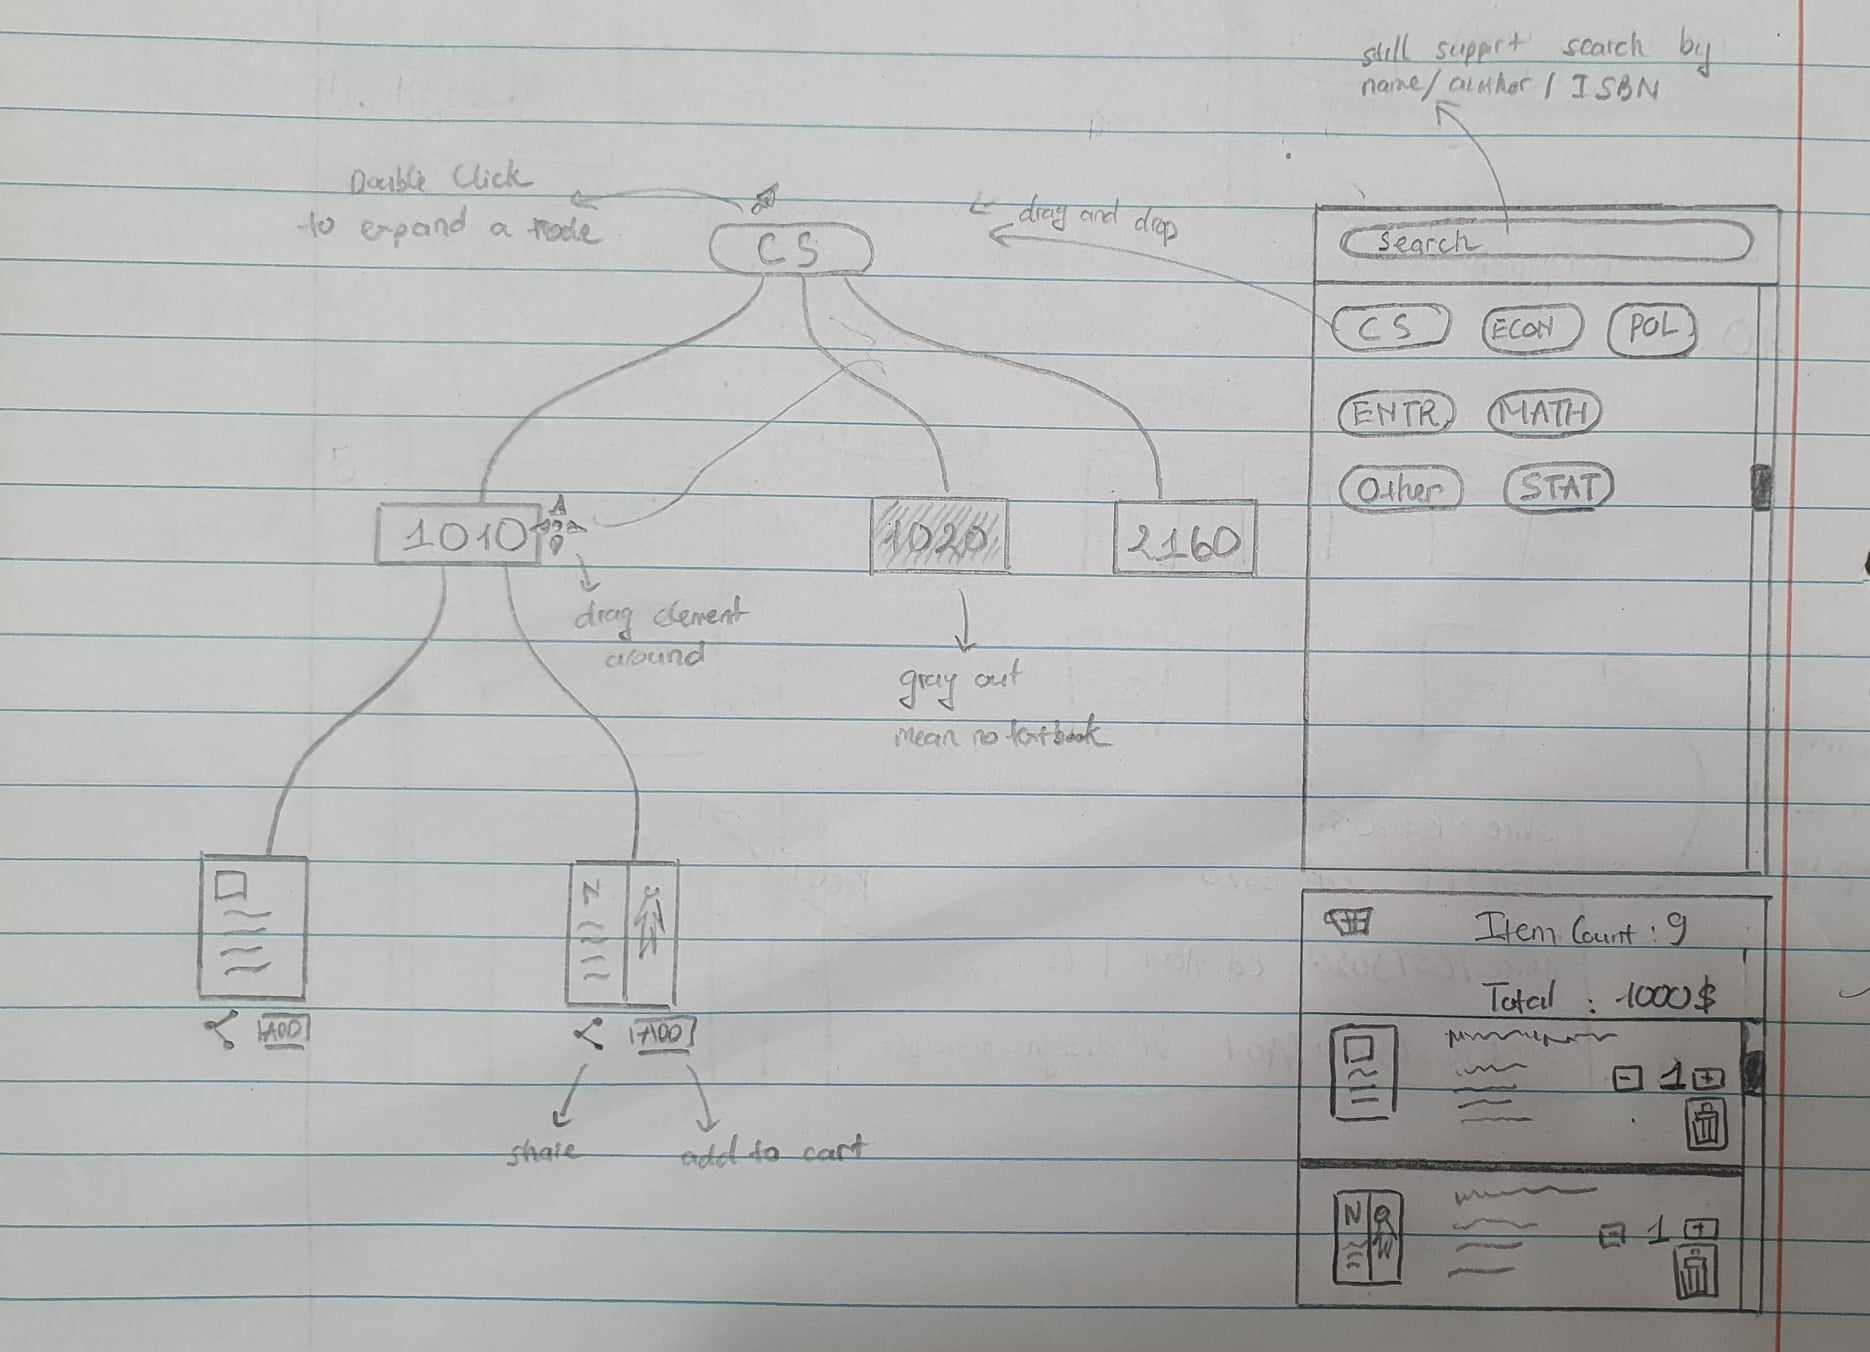 still support search by
name/author/ISBN
Double Click
to expand a node
CS
drag and drop
Search
CS ECON POL
ENTR MATH
Other STAT
1010
1020
2160
drag element
around
gray out
mean no textbook
N
ADD
ADD
share
add to cart
Item Count : 9
Total : 1000$
- 1 +
N
- 1 +